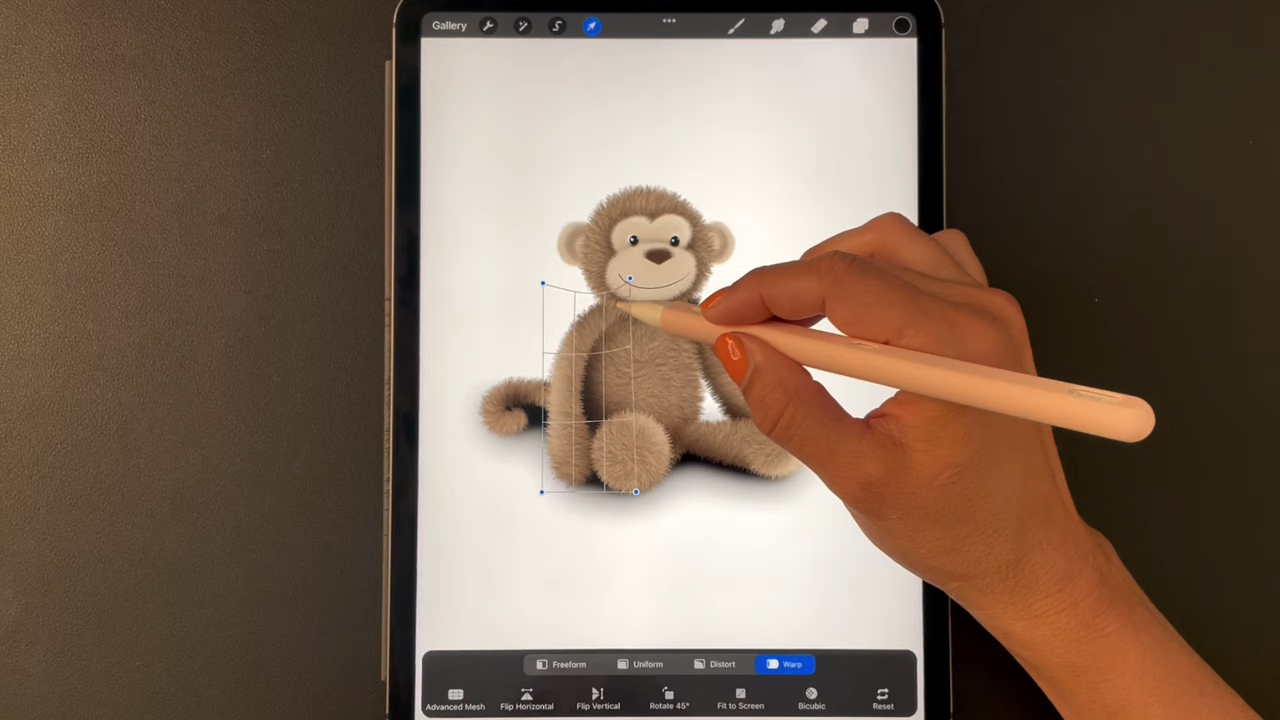 Gallery
Freeform Uniform Distort Warp
Advanced Mesh Flip Horizontal Flip Vertical Rotate 45° Fit to Screen Bicubic Reset